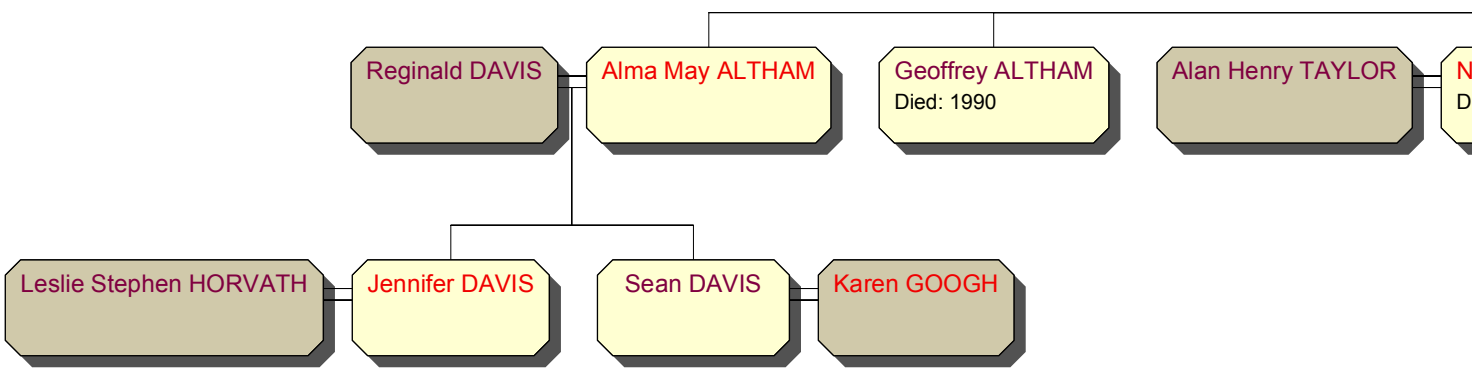 Reginald DAVIS
Alma May ALTHAM
Geoffrey ALTHAM
Died: 1990
Alan Henry TAYLOR
Leslie Stephen HORVATH
Jennifer DAVIS
Sean DAVIS
Karen GOOGH